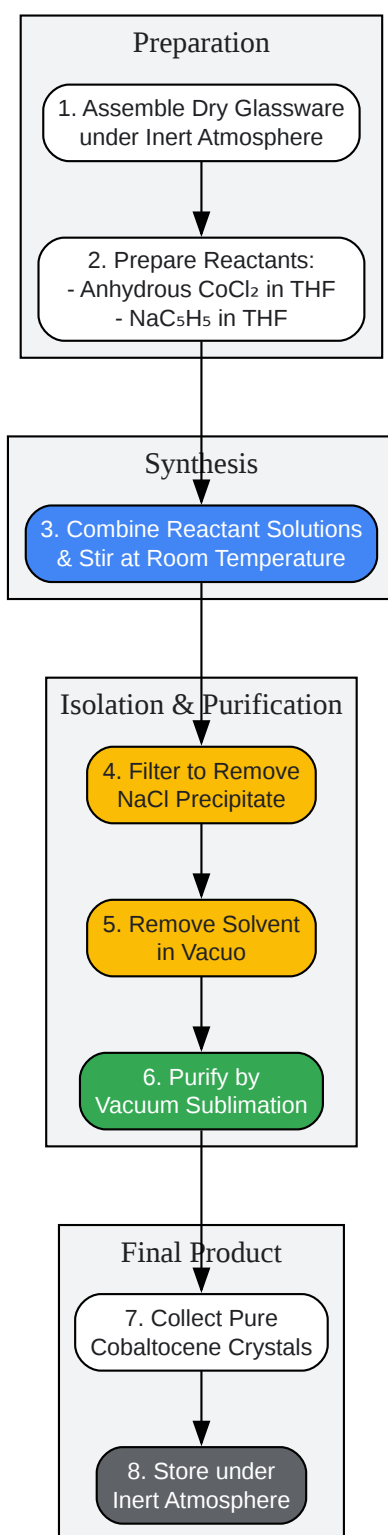 Preparation
1. Assemble Dry Glassware
under Inert Atmosphere
2. Prepare Reactants:
- Anhydrous CoCl₂ in THF
- NaC₅H₅ in THF
Synthesis
3. Combine Reactant Solutions
& Stir at Room Temperature
Isolation & Purification
4. Filter to Remove
NaCl Precipitate
5. Remove Solvent
in Vacuo
6. Purify by
Vacuum Sublimation
Final Product
7. Collect Pure
Cobaltocene Crystals
8. Store under
Inert Atmosphere